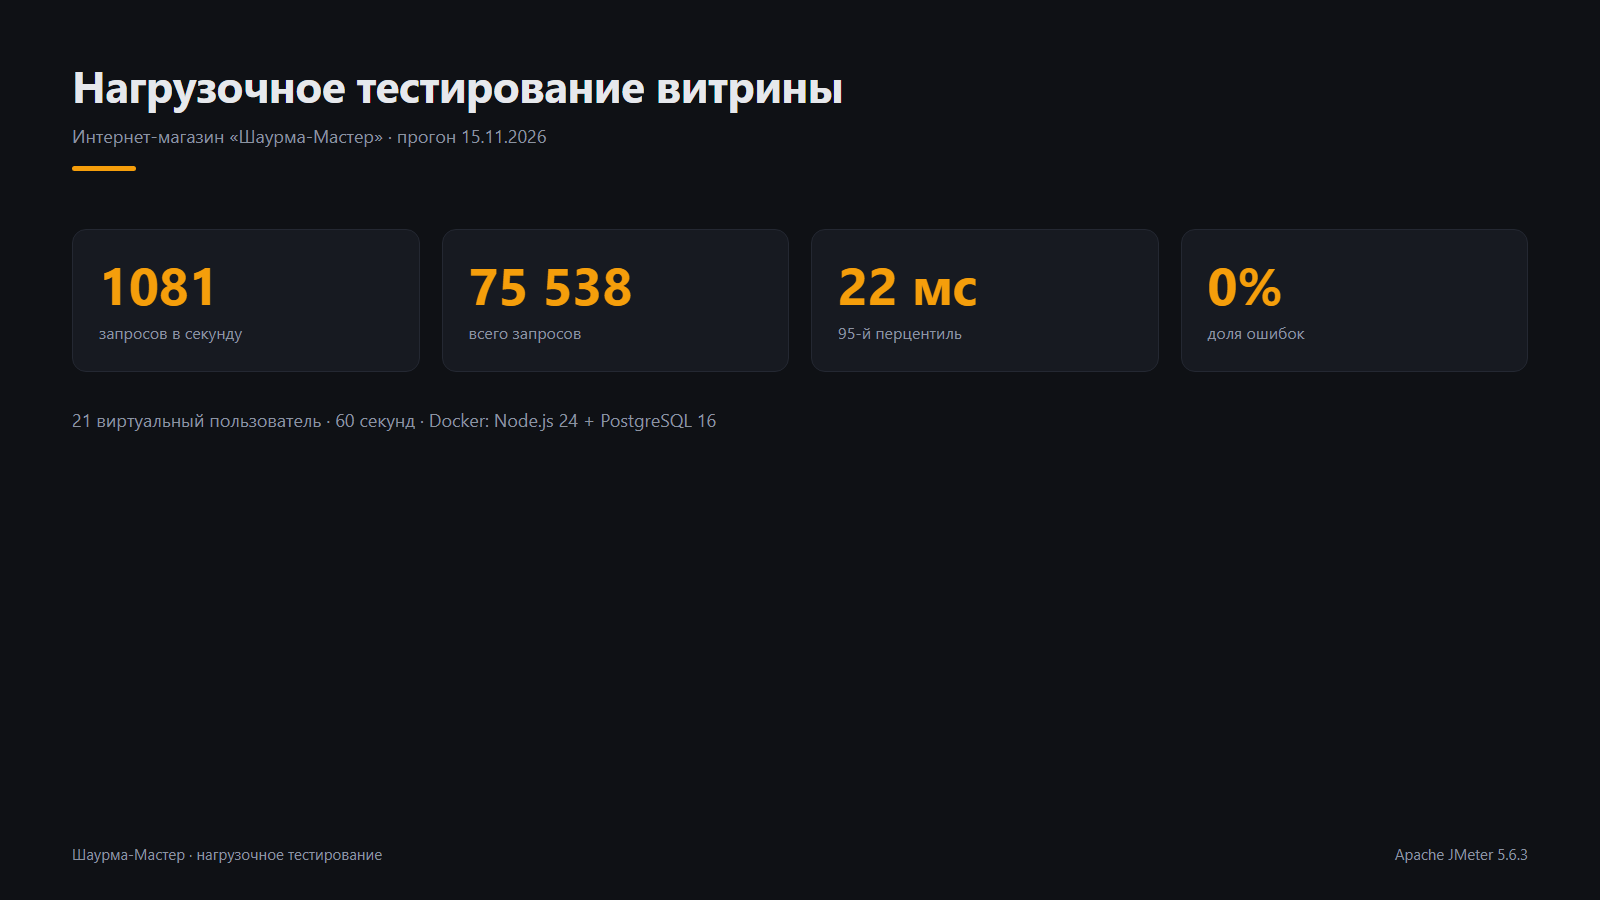 Нагрузочное тестирование витрины
Интернет-магазин «Шаурма-Мастер» · прогон 15.11.2026
1081
запросов в секунду
75 538
всего запросов
22 мс
95-й перцентиль
0%
доля ошибок
21 виртуальный пользователь · 60 секунд · Docker: Node.js 24 + PostgreSQL 16
Шаурма-Мастер · нагрузочное тестирование
Apache JMeter 5.6.3